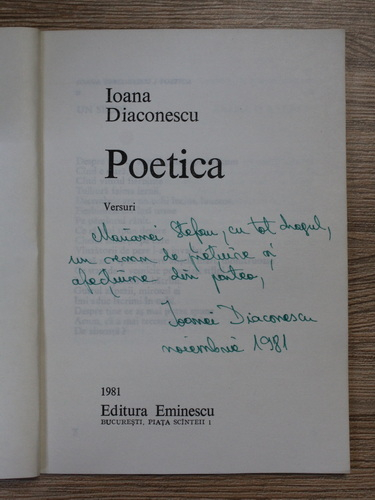 Ioana
Diaconescu
Poetica
Versuri
Marianei Ștefan, cu tot dragul,
un semn de prețuire și
afecțiune din partea,
Ioanei Diaconescu
noiembrie 1981
1981
Editura Eminescu
BUCUREȘTI, PIAȚA SCÎNTEII 1